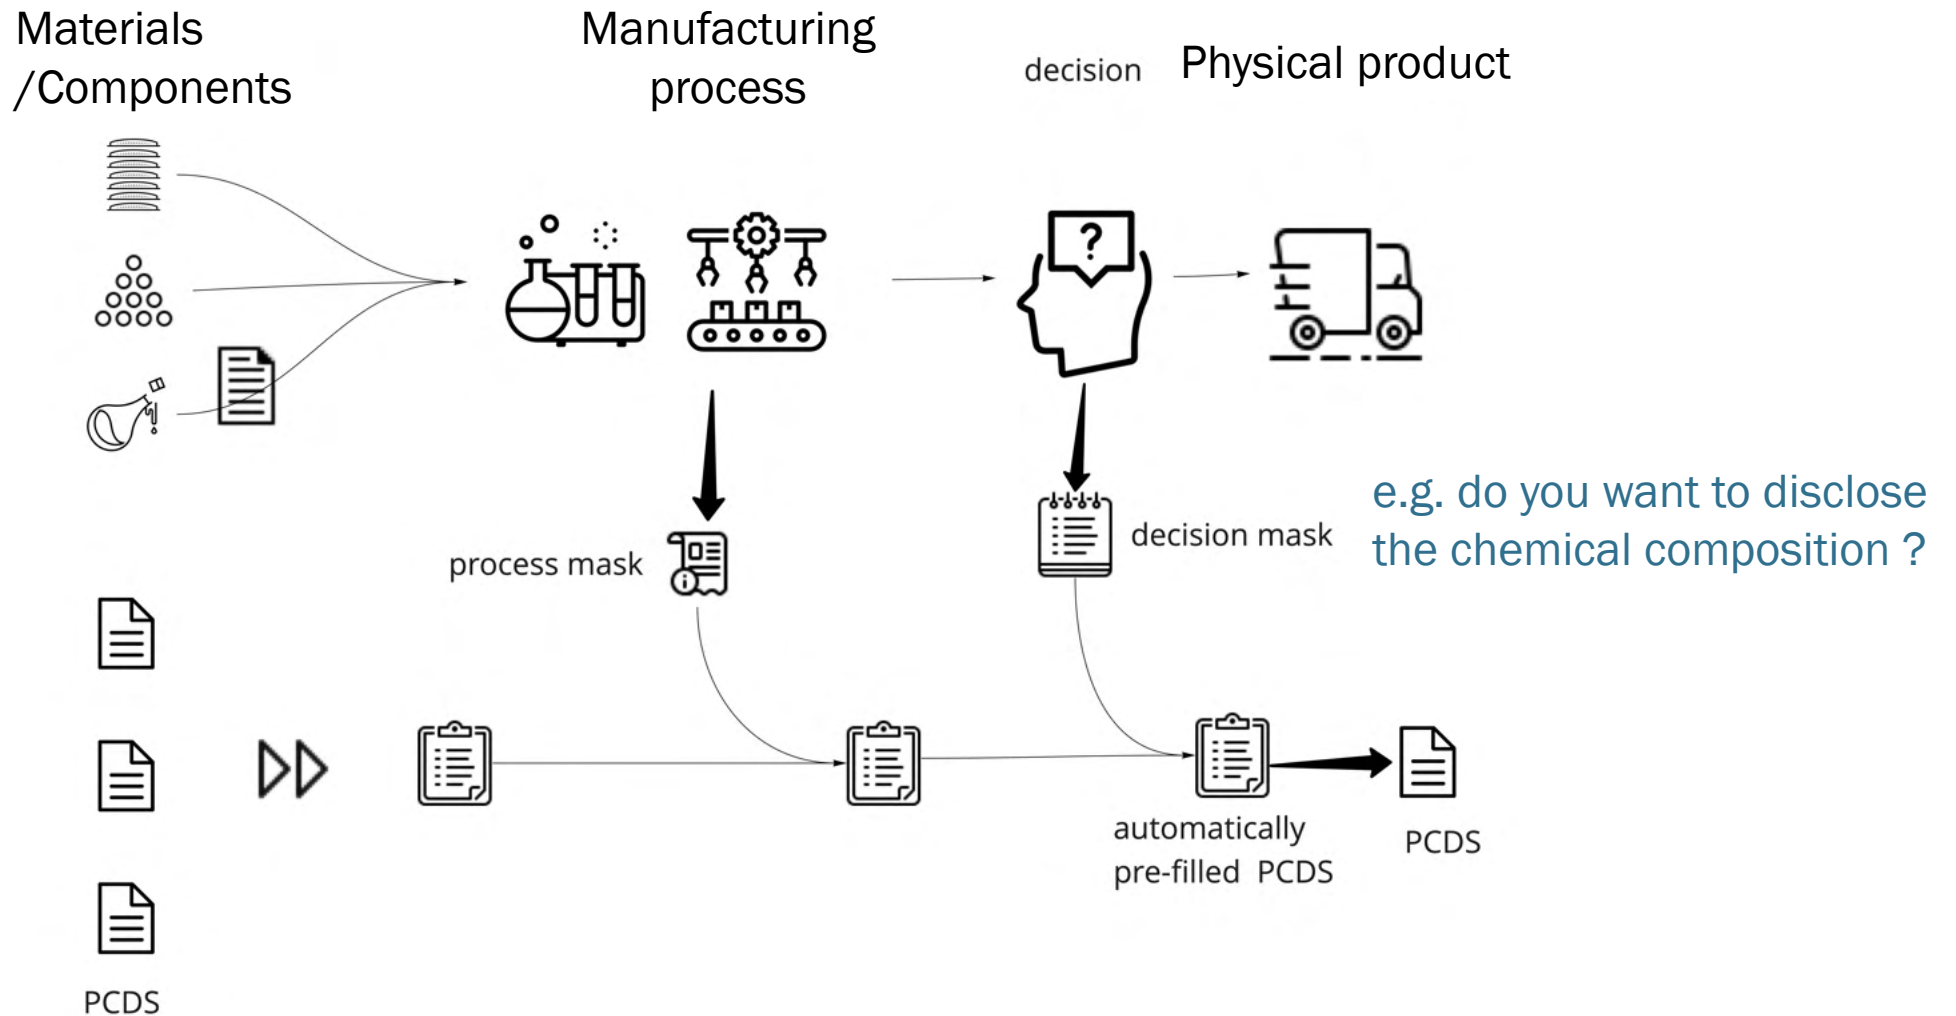 Materials
/Components
Manufacturing
process
decision
Physical product
?
process mask
decision mask
e.g. do you want to disclose
the chemical composition ?
automatically
pre-filled PCDS
PCDS
PCDS